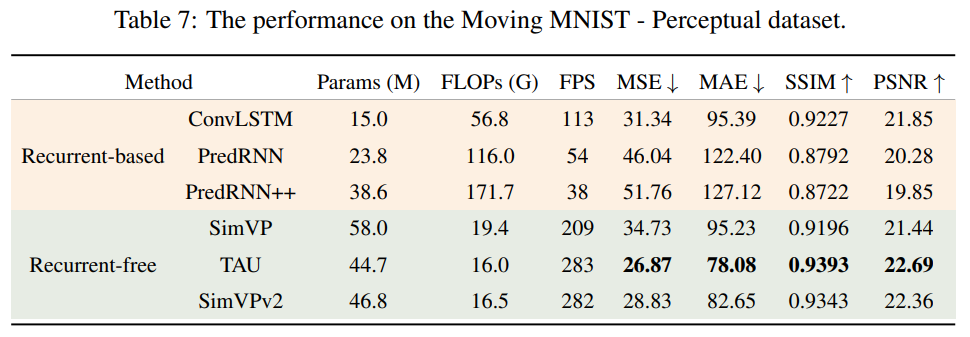 Table 7: The performance on the Moving MNIST - Perceptual dataset.
Method Params (M) FLOPs (G) FPS MSE ↓ MAE ↓ SSIM ↑ PSNR ↑
ConvLSTM 15.0 56.8 113 31.34 95.39 0.9227 21.85
Recurrent-based PredRNN 23.8 116.0 54 46.04 122.40 0.8792 20.28
PredRNN++ 38.6 171.7 38 51.76 127.12 0.8722 19.85
SimVP 58.0 19.4 209 34.73 95.23 0.9196 21.44
Recurrent-free TAU 44.7 16.0 283 26.87 78.08 0.9393 22.69
SimVPv2 46.8 16.5 282 28.83 82.65 0.9343 22.36